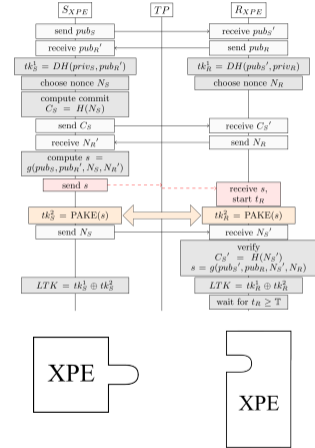 S_XPE TP R_XPE
send pub_S receive pub_S'
receive pub_R' send pub_R
tk_S^1 = DH(priv_S, pub_R') tk_R^1 = DH(pub_S', priv_R)
choose nonce N_S choose nonce N_R
compute commit
C_S = H(N_S)
send C_S receive C_S'
receive N_R' send N_R
compute s =
g(pub_S, pub_R', N_S, N_R')
send s receive s,
start t_R
tk_S^2 = PAKE(s) tk_R^2 = PAKE(s)
send N_S receive N_S'
verify
C_S' = H(N_S')
s = g(pub_S', pub_R, N_S', N_R)
LTK = tk_S^1 ⊕ tk_S^2 LTK = tk_R^1 ⊕ tk_R^2
wait for t_R ≥ 𝕋
XPE
XPE